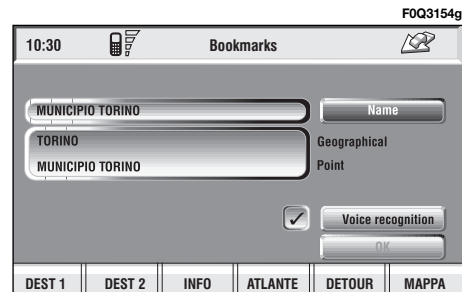 F0Q3154g
10:30 Bookmarks
MUNICIPIO TORINO Name
TORINO Geographical
MUNICIPIO TORINO Point
Voice recognition
OK
DEST 1 DEST 2 INFO ATLANTE DETOUR MAPPA